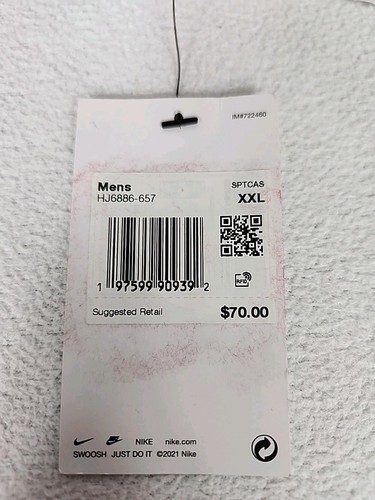 IM#722460
Mens
HJ6886-657
SPTCAS
XXL
RFID
1 97599 90939 2
Suggested Retail
$70.00
NIKE nike.com
SWOOSH JUST DO IT ©2021 Nike